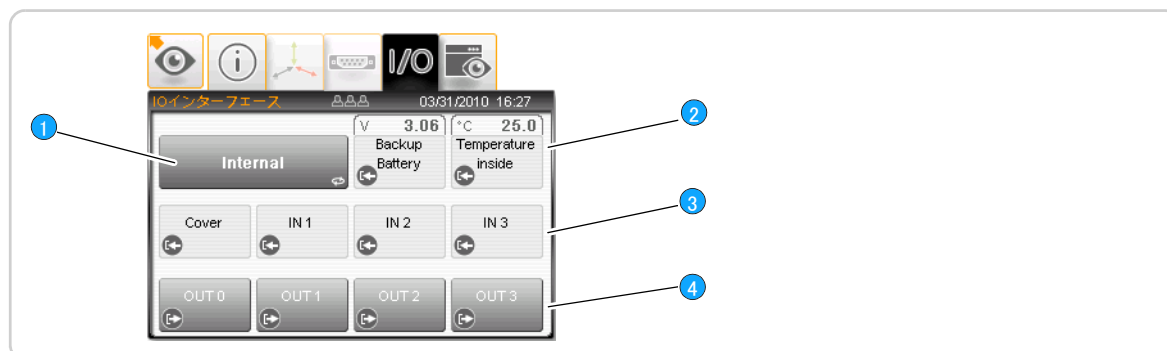 I/O
IOインターフェース 03/31/2010 16:27
V 3.06 °C 25.0
1 Internal Backup Battery Temperature inside 2
Cover IN 1 IN 2 IN 3 3
OUT 0 OUT 1 OUT 2 OUT 3 4